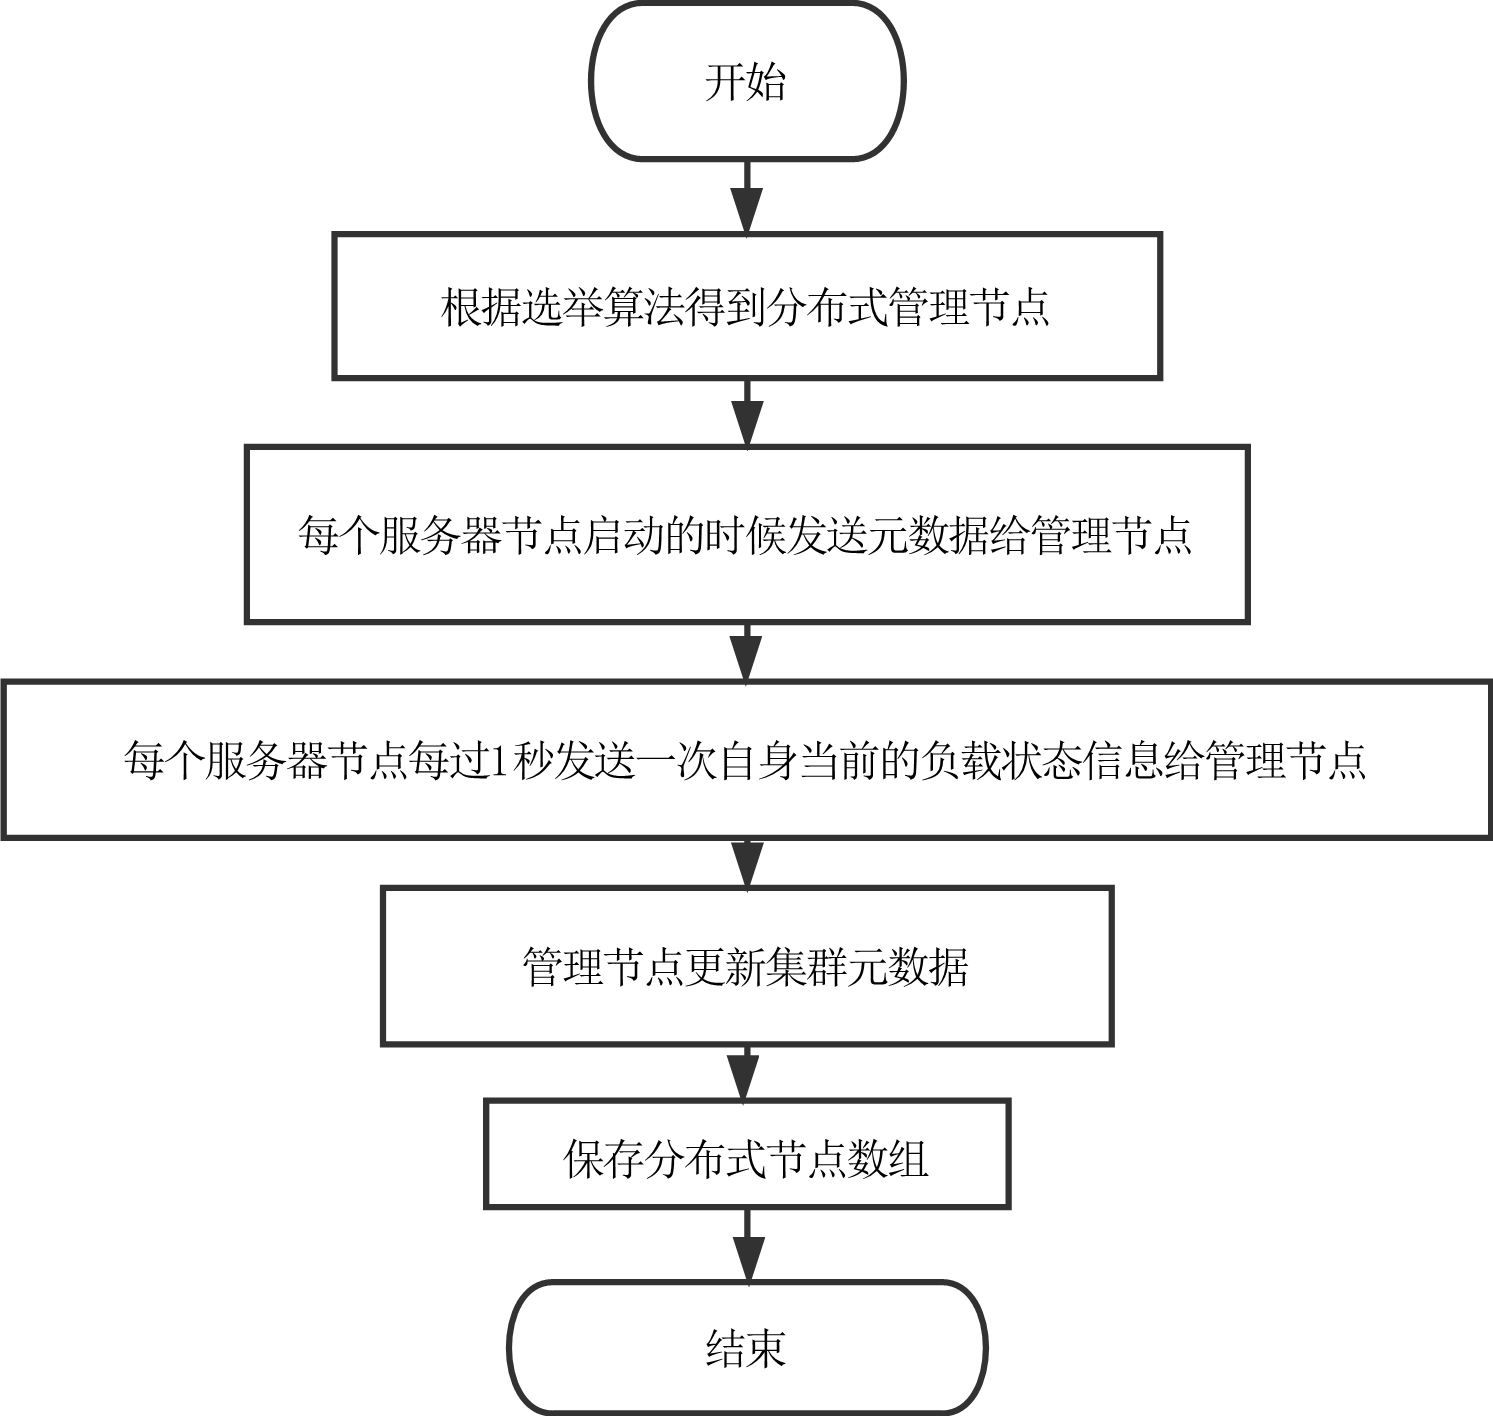 开始
根据选举算法得到分布式管理节点
每个服务器节点启动的时候发送元数据给管理节点
每个服务器节点每过1秒发送一次自身当前的负载状态信息给管理节点
管理节点更新集群元数据
保存分布式节点数组
结束